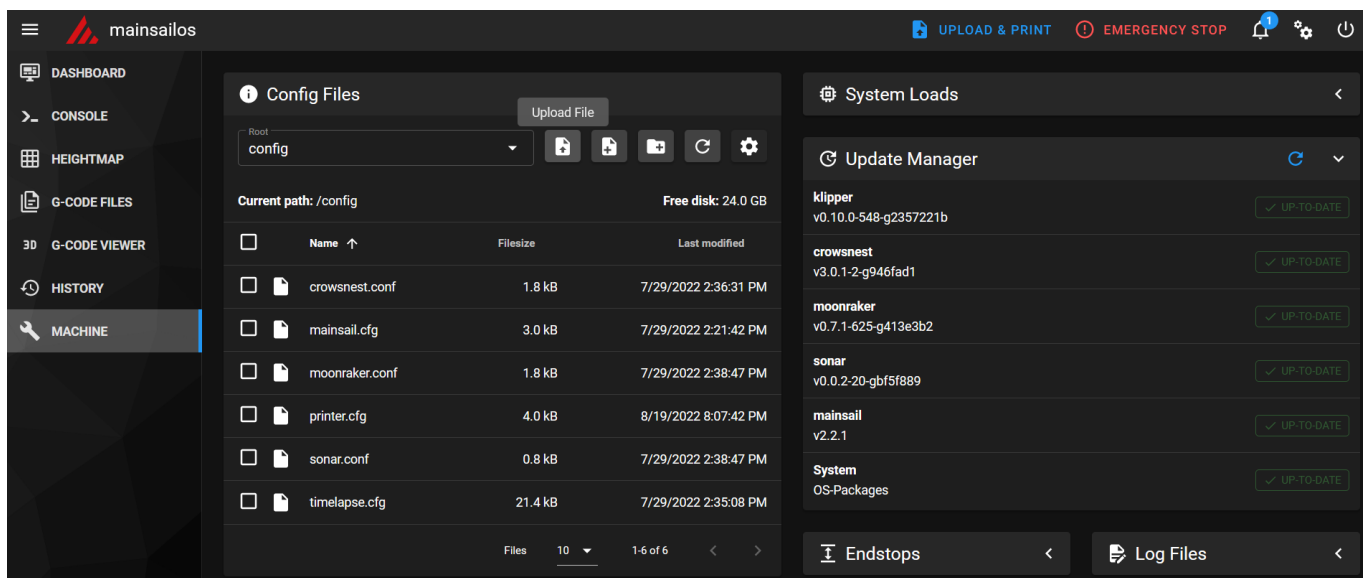 mainsailos
UPLOAD & PRINT
EMERGENCY STOP
1
DASHBOARD
CONSOLE
HEIGHTMAP
G-CODE FILES
3D G-CODE VIEWER
HISTORY
MACHINE
Config Files
Upload File
Root
config
Current path: /config Free disk: 24.0 GB
Name Filesize Last modified
crowsnest.conf 1.8 kB 7/29/2022 2:36:31 PM
mainsail.cfg 3.0 kB 7/29/2022 2:21:42 PM
moonraker.conf 1.8 kB 7/29/2022 2:38:47 PM
printer.cfg 4.0 kB 8/19/2022 8:07:42 PM
sonar.conf 0.8 kB 7/29/2022 2:38:47 PM
timelapse.cfg 21.4 kB 7/29/2022 2:35:08 PM
Files 10 1-6 of 6
System Loads
Update Manager
klipper
v0.10.0-548-g2357221b
UP-TO-DATE
crowsnest
v3.0.1-2-g946fad1
UP-TO-DATE
moonraker
v0.7.1-625-g413e3b2
UP-TO-DATE
sonar
v0.0.2-20-gbf5f889
UP-TO-DATE
mainsail
v2.2.1
UP-TO-DATE
System
OS-Packages
UP-TO-DATE
Endstops
Log Files